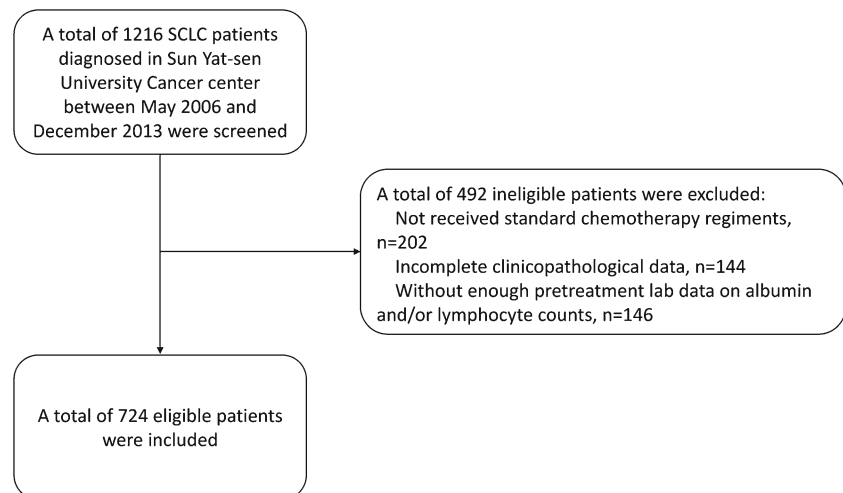 A total of 1216 SCLC patients
diagnosed in Sun Yat-sen
University Cancer center
between May 2006 and
December 2013 were screened
A total of 492 ineligible patients were excluded:
Not received standard chemotherapy regiments,
n=202
Incomplete clinicopathological data, n=144
Without enough pretreatment lab data on albumin
and/or lymphocyte counts, n=146
A total of 724 eligible patients
were included